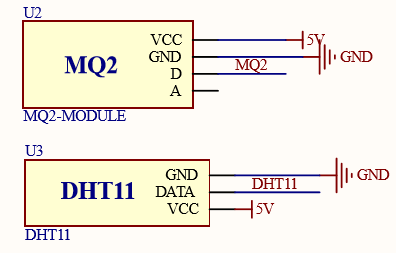 U2
VCC 5V
MQ2 GND GND
D MQ2
A
MQ2-MODULE
U3
GND GND
DHT11 DATA DHT11
VCC 5V
DHT11